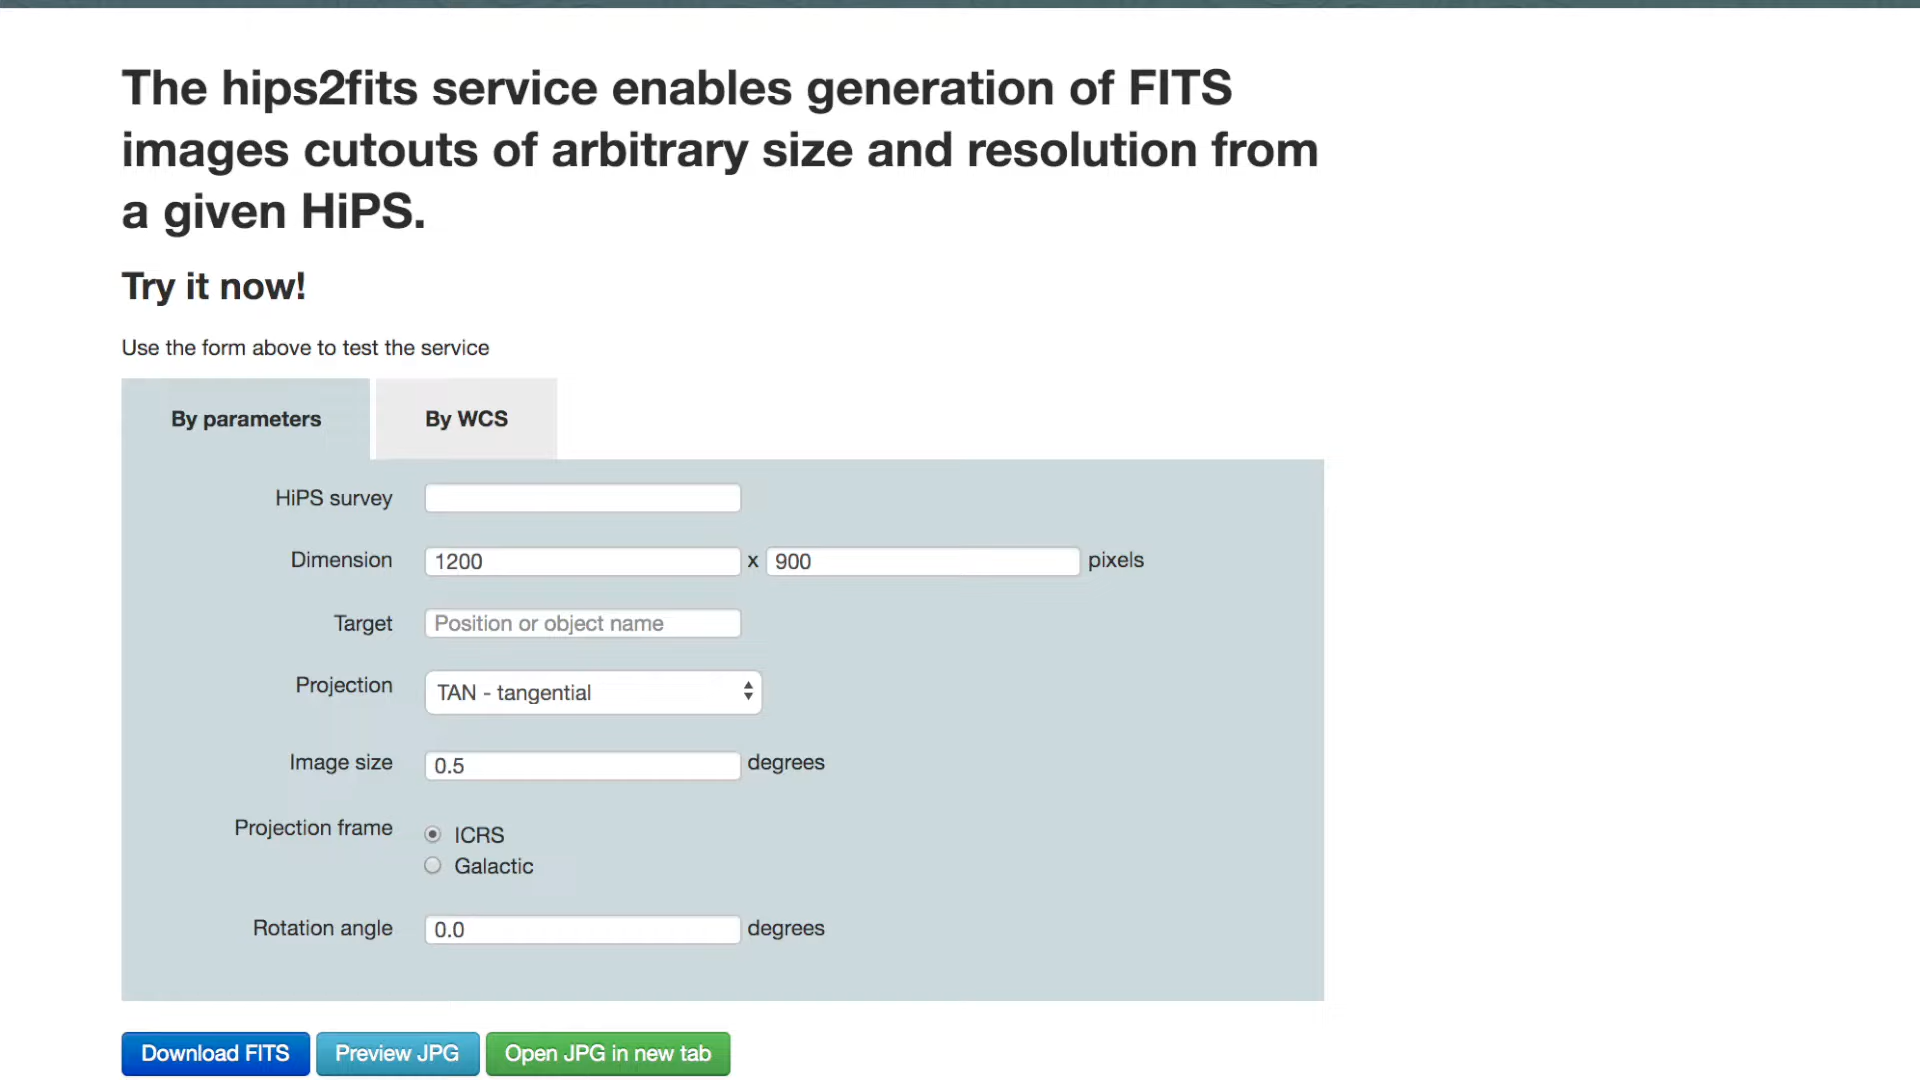 The hips2fits service enables generation of FITS
images cutouts of arbitrary size and resolution from
a given HiPS.
Try it now!
Use the form above to test the service
By parameters By WCS
HiPS survey
Dimension 1200 x 900 pixels
Target Position or object name
Projection TAN - tangential
Image size 0.5 degrees
Projection frame ICRS
Galactic
Rotation angle 0.0 degrees
Download FITS Preview JPG Open JPG in new tab